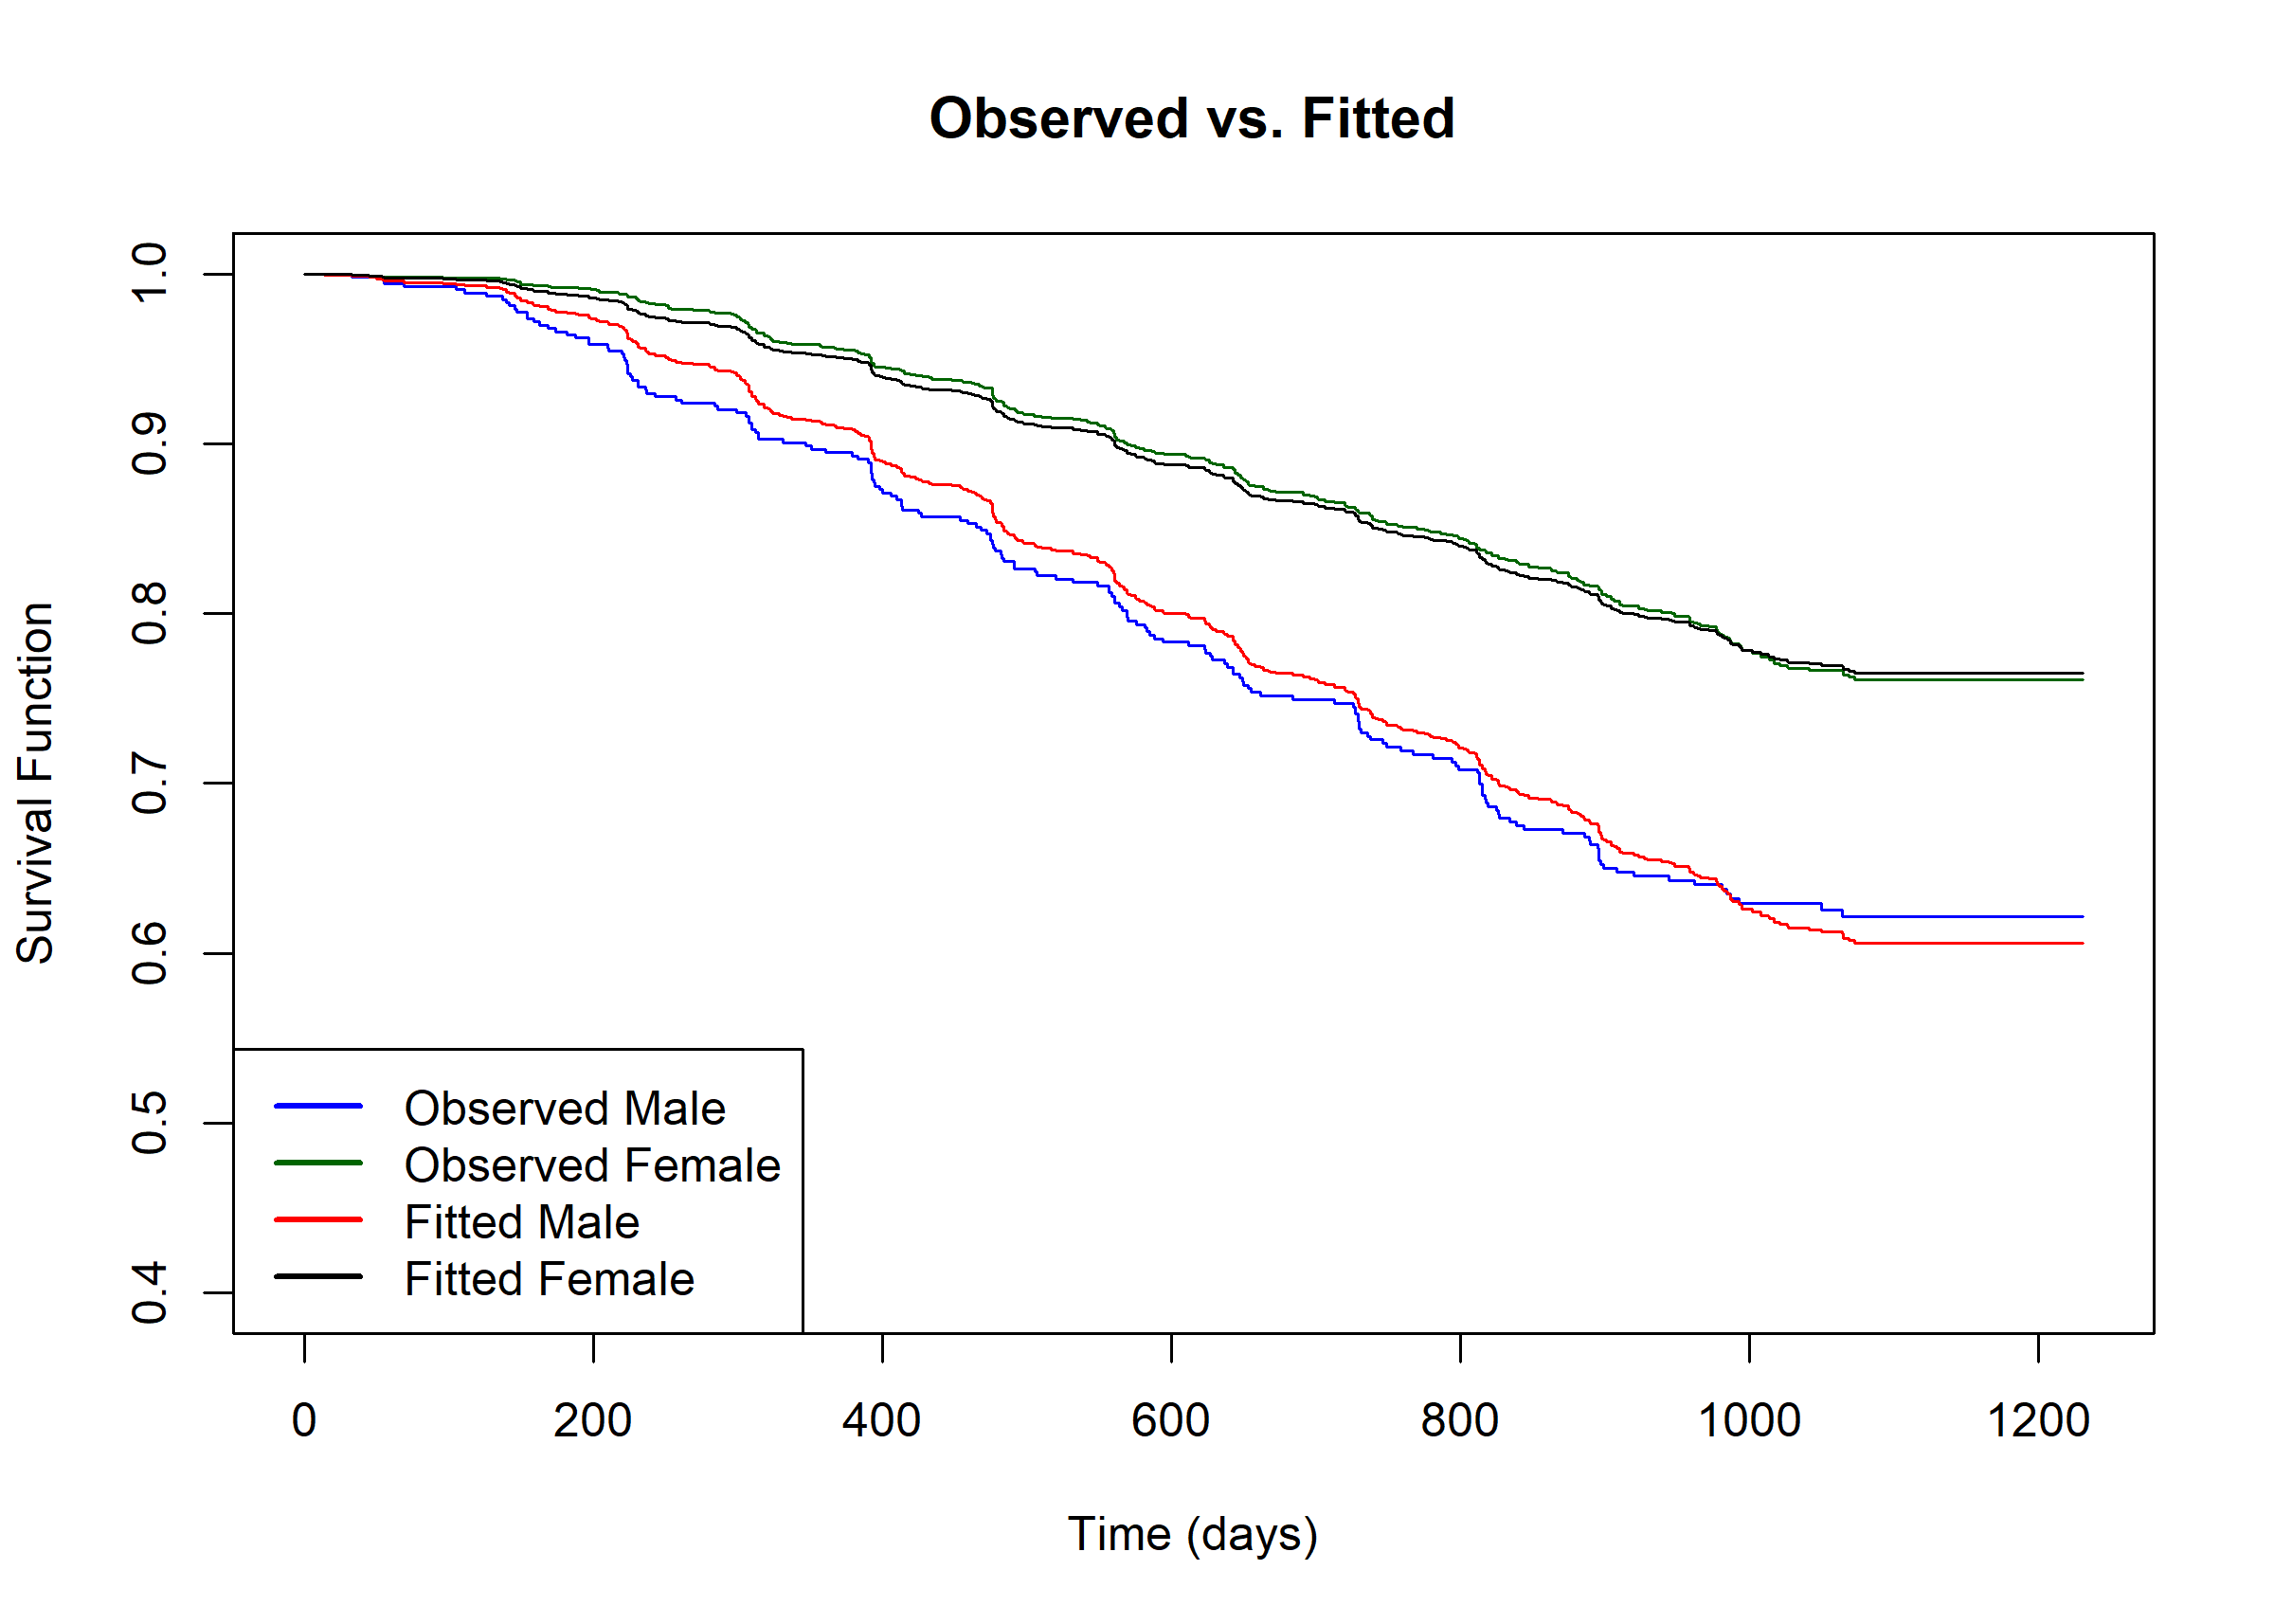 Observed vs. Fitted
Survival Function
1.0
0.9
0.8
0.7
0.6
0.5
0.4
Observed Male
Observed Female
Fitted Male
Fitted Female
0 200 400 600 800 1000 1200
Time (days)